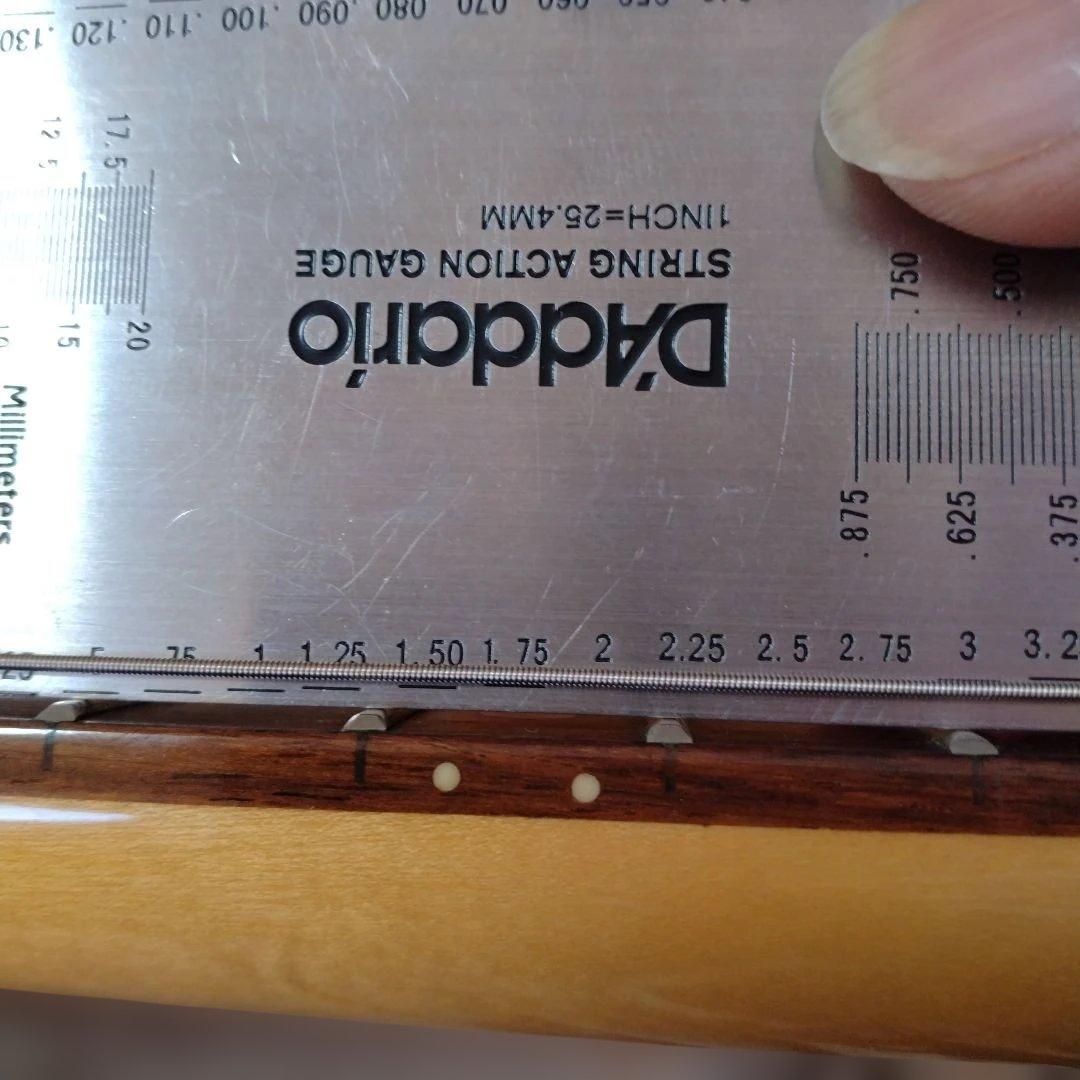 .130 .120 .110 .100 .090 .080 .070 .060 .050
17.5
15
20
Millimeters
1INCH=25.4MM
STRING ACTION GAUGE
D'Addario
.750 .500
.875 .625 .375
.75 1 1.25 1.50 1.75 2 2.25 2.5 2.75 3